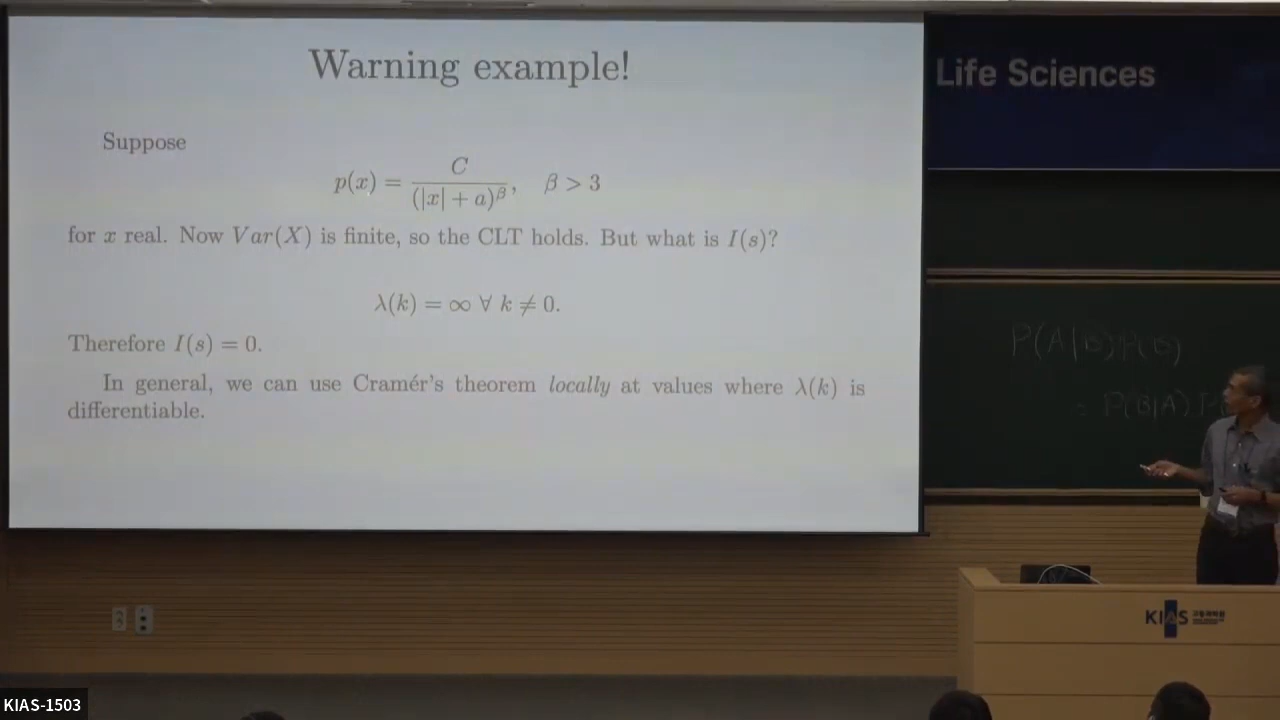 Warning example!
Life Sciences
Suppose
p(x) = C / (|x| + a)^β, β > 3
for x real. Now Var(X) is finite, so the CLT holds. But what is I(s)?
λ(k) = ∞ ∀ k ≠ 0.
Therefore I(s) = 0.
In general, we can use Cramér's theorem locally at values where λ(k) is
differentiable.
P(A|B)P(B)
= P(B|A)
KIAS
KIAS-1503